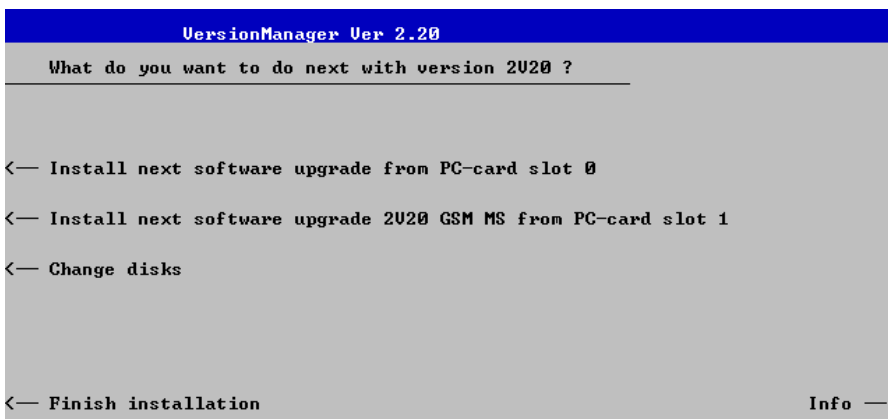 VersionManager Ver 2.20
What do you want to do next with version 2V20 ?
<── Install next software upgrade from PC-card slot 0
<── Install next software upgrade 2V20 GSM MS from PC-card slot 1
<── Change disks
<── Finish installation Info ──